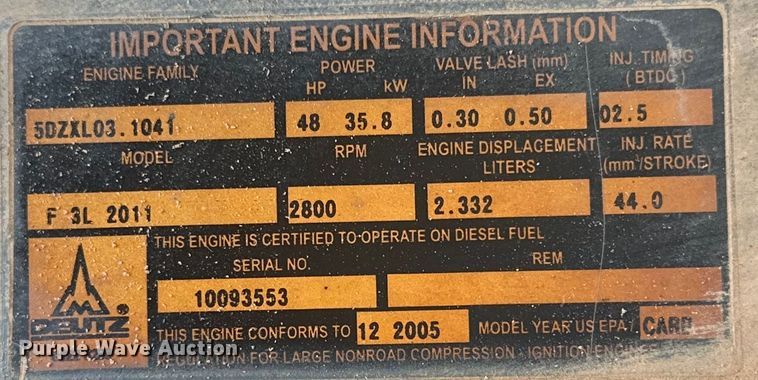 IMPORTANT ENGINE INFORMATION
ENIGINE FAMILY POWER VALVE LASH (mm) INJ. TIMING
HP kW IN EX (BTDC)
5DZXL03.1041 48 35.8 0.30 0.50 02.5
MODEL RPM ENGINE DISPLACEMENT INJ. RATE
LITERS (mm³/STROKE)
F 3L 2011 2800 2.332 44.0
THIS ENGINE IS CERTIFIED TO OPERATE ON DIESEL FUEL
SERIAL NO. REM
10093553
DEUTZ
THIS ENGINE CONFORMS TO 12 2005 MODEL YEAR US EPA / CARB
REGULATION FOR LARGE NONROAD COMPRESSION - IGNITION ENGINES
Purple Wave Auction